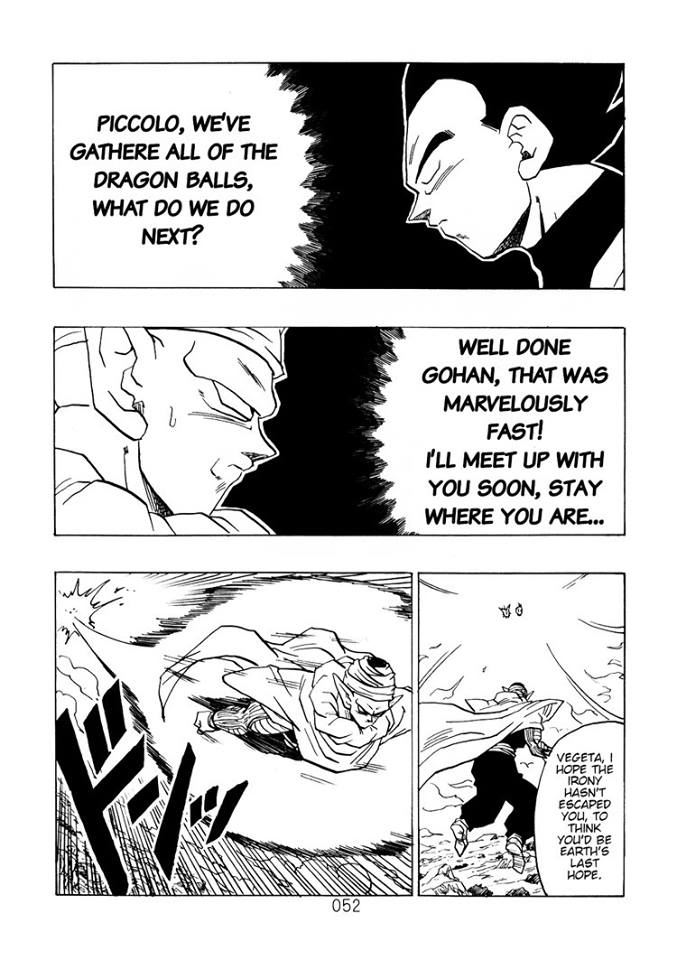 PICCOLO, WE'VE
GATHERE ALL OF THE
DRAGON BALLS,
WHAT DO WE DO
NEXT?
WELL DONE
GOHAN, THAT WAS
MARVELOUSLY
FAST!
I'LL MEET UP WITH
YOU SOON, STAY
WHERE YOU ARE...
VEGETA, I
HOPE THE
IRONY
HASN'T
ESCAPED
YOU, TO
THINK
YOU'D BE
EARTH'S
LAST
HOPE.
ドンッ
052